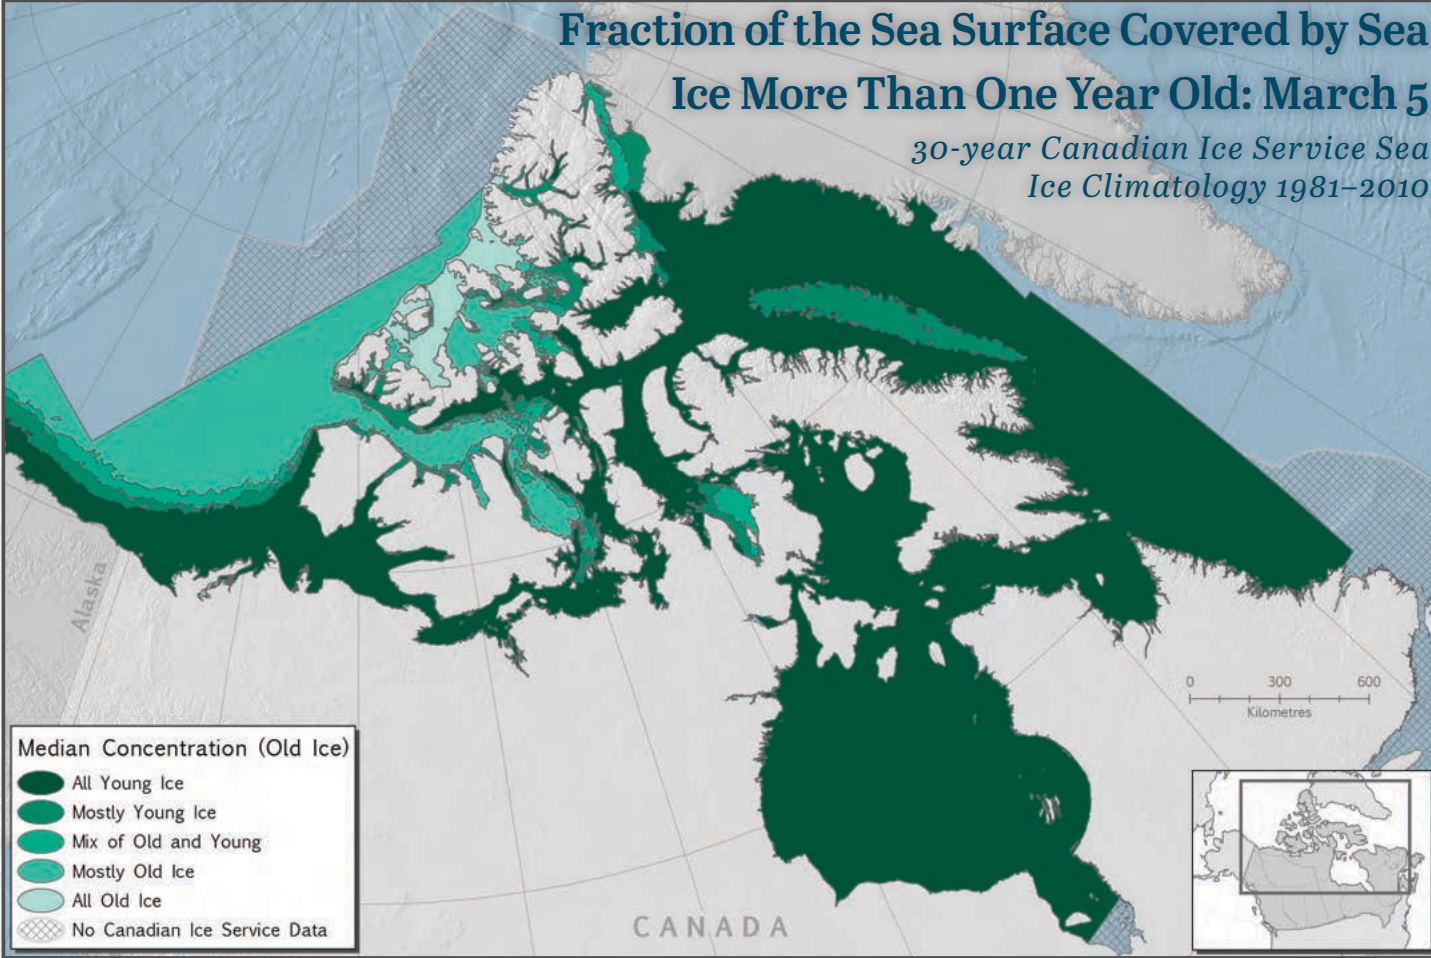 Fraction of the Sea Surface Covered by Sea
Ice More Than One Year Old: March 5
30-year Canadian Ice Service Sea
Ice Climatology 1981–2010
Alaska
0 300 600
Kilometres
Median Concentration (Old Ice)
All Young Ice
Mostly Young Ice
Mix of Old and Young
Mostly Old Ice
All Old Ice
No Canadian Ice Service Data
CANADA